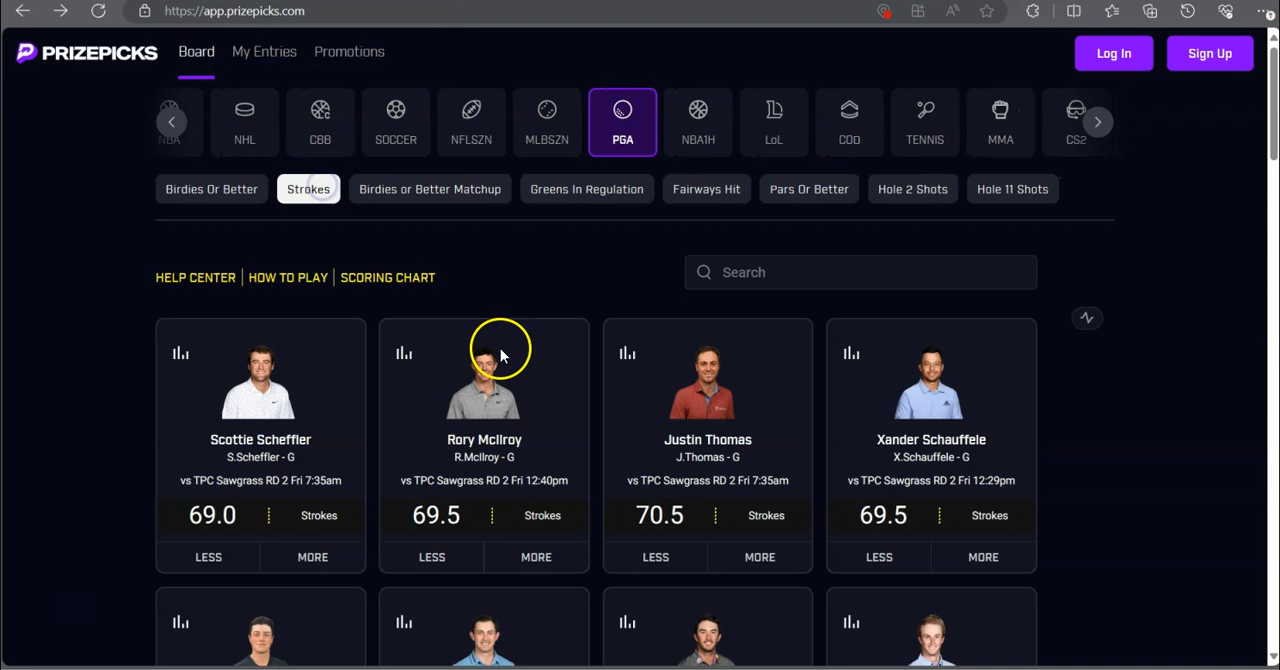 https://app.prizepicks.com
PRIZEPICKS Board My Entries Promotions Log In Sign Up
NBA NHL CBB SOCCER NFLSZN MLBSZN PGA NBA1H LoL COD TENNIS MMA CS2
Birdies Or Better Strokes Birdies or Better Matchup Greens In Regulation Fairways Hit Pars Or Better Hole 2 Shots Hole 11 Shots
HELP CENTER | HOW TO PLAY | SCORING CHART Search
Scottie Scheffler Rory McIlroy Justin Thomas Xander Schauffele
S.Scheffler - G R.McIlroy - G J.Thomas - G X.Schauffele - G
vs TPC Sawgrass RD 2 Fri 7:35am vs TPC Sawgrass RD 2 Fri 12:40pm vs TPC Sawgrass RD 2 Fri 7:35am vs TPC Sawgrass RD 2 Fri 12:29pm
69.0 Strokes 69.5 Strokes 70.5 Strokes 69.5 Strokes
LESS MORE LESS MORE LESS MORE LESS MORE